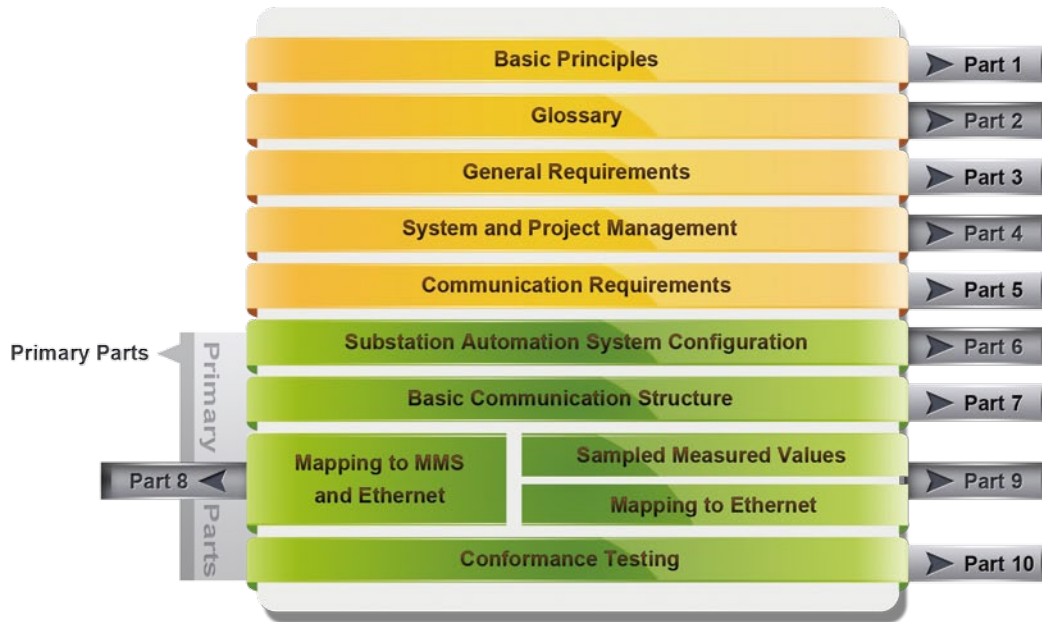 Basic Principles
Part 1
Glossary
Part 2
General Requirements
Part 3
System and Project Management
Part 4
Communication Requirements
Part 5
Substation Automation System Configuration
Part 6
Primary Parts
Primary Parts
Basic Communication Structure
Part 7
Part 8
Mapping to MMS
and Ethernet
Sampled Measured Values
Mapping to Ethernet
Part 9
Conformance Testing
Part 10